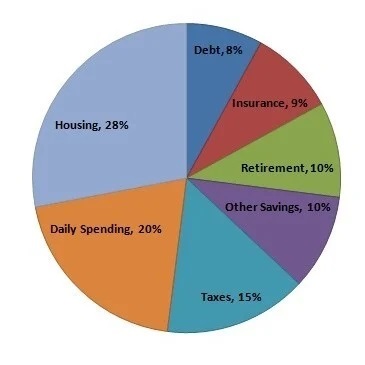 Debt, 8%
Insurance, 9%
Retirement, 10%
Other Savings, 10%
Taxes, 15%
Daily Spending, 20%
Housing, 28%